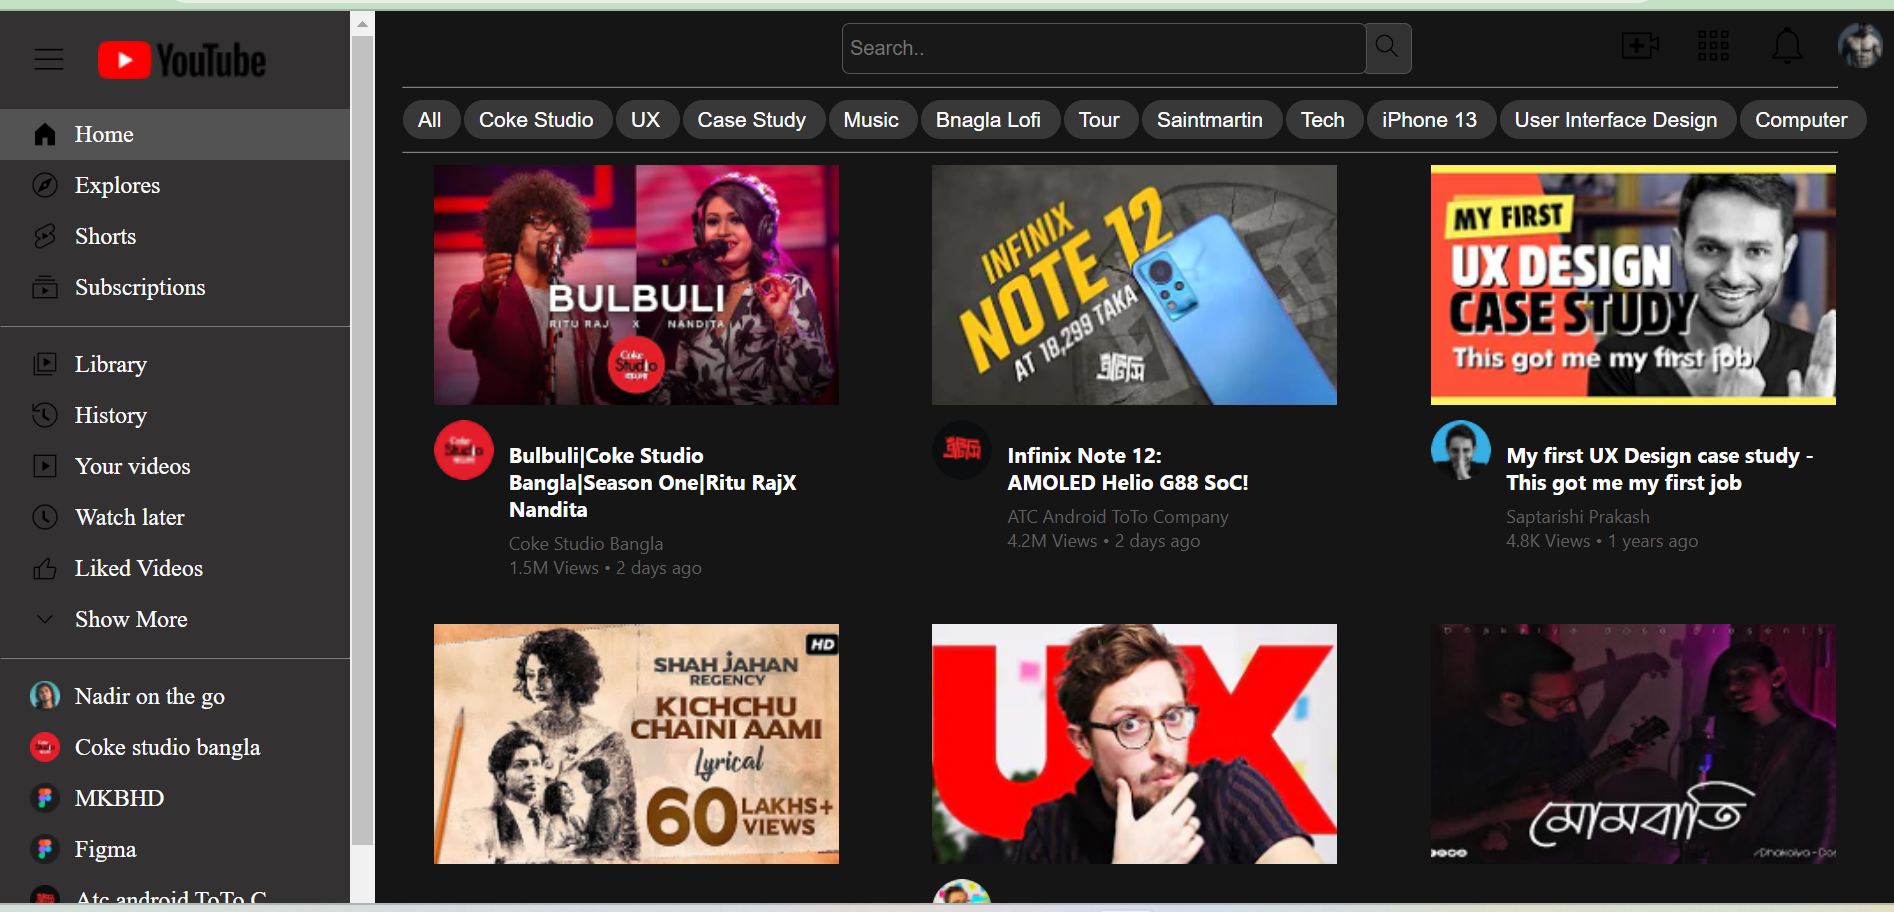 YouTube
Search..
Home
Explores
Shorts
Subscriptions
Library
History
Your videos
Watch later
Liked Videos
Show More
Nadir on the go
Coke studio bangla
MKBHD
Figma
Atc android ToTo C
All Coke Studio UX Case Study Music Bnagla Lofi Tour Saintmartin Tech iPhone 13 User Interface Design Computer
BULBULI
RITU RAJ X NANDITA
Coke
Studio
বাংলা
INFINIX
NOTE 12
AT 18,299 TAKA
এটিসি
MY FIRST
UX DESIGN
CASE STUDY
This got me my first job
Bulbuli|Coke Studio
Bangla|Season One|Ritu RajX
Nandita
Coke Studio Bangla
1.5M Views • 2 days ago
এটিসি
Infinix Note 12:
AMOLED Helio G88 SoC!
ATC Android ToTo Company
4.2M Views • 2 days ago
My first UX Design case study -
This got me my first job
Saptarishi Prakash
4.8K Views • 1 years ago
HD
SHAH JAHAN
REGENCY
KICHCHU
CHAINI AAMI
Lyrical
60 LAKHS+
VIEWS
UX
Dhakaiya Dose presents
মোমবাতি